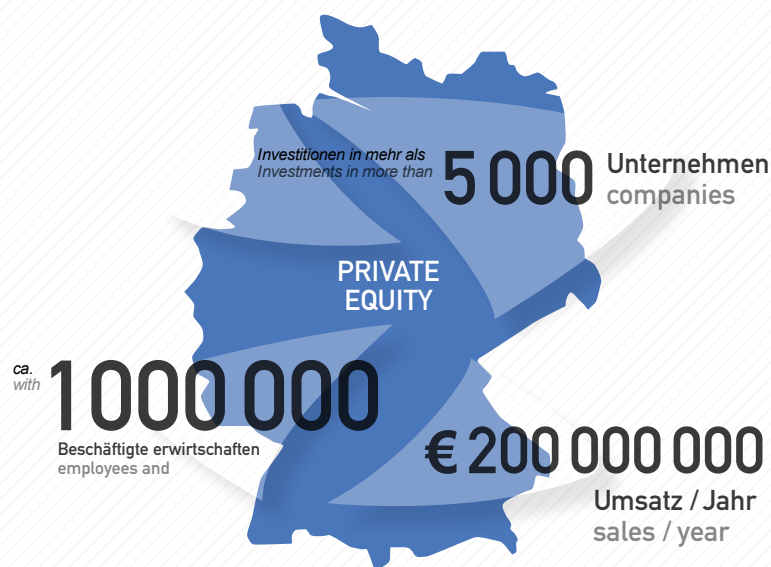 Investitionen in mehr als
Investments in more than
5 000
Unternehmen
companies
PRIVATE
EQUITY
ca.
with
1 000 000
Beschäftigte erwirtschaften
employees and
€ 200 000 000
Umsatz / Jahr
sales / year